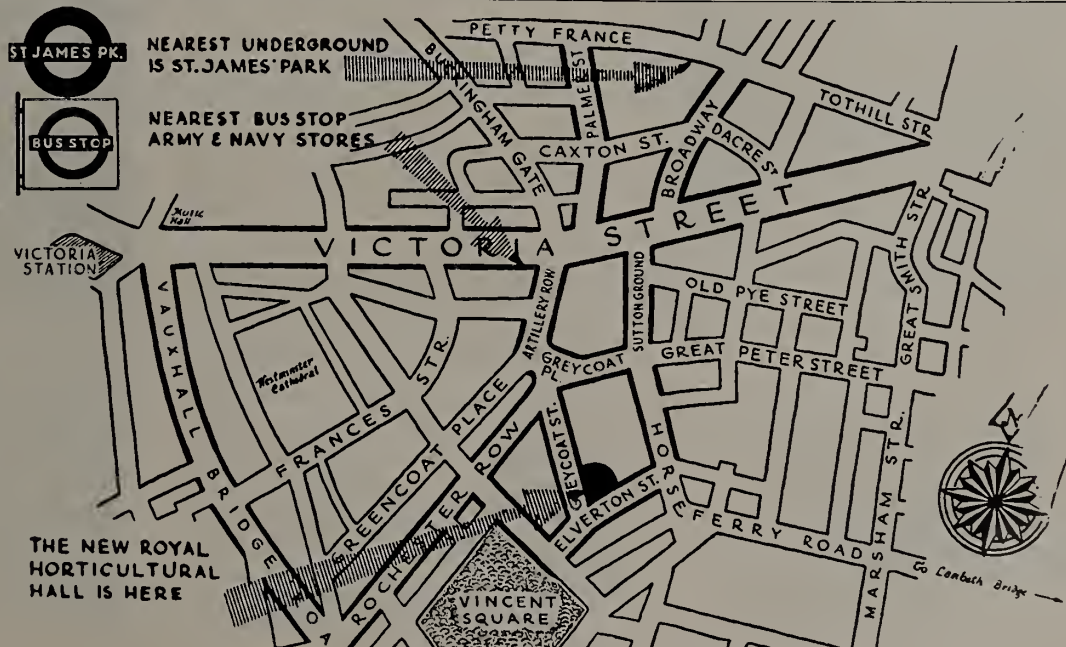 ST JAMES PK.
NEAREST UNDERGROUND
IS ST. JAMES' PARK
BUS STOP
NEAREST BUS STOP
ARMY & NAVY STORES
PETTY FRANCE
BUCKINGHAM GATE
PALMER ST.
TOTHILL STR
CAXTON ST.
BROADWAY
DACRE ST
Music
Hall
VICTORIA STREET
VICTORIA
STATION
VAUXHALL BRIDGE ROA
ARTILLERY ROW
SUTTON GROUND
OLD PYE STREET
GREAT SMITH STR.
GREYCOAT
PL.
GREAT PETER STREET
Westminster
Cathedral
FRANCES STR.
GREENCOAT PLACE
ROCHESTER ROW
GREYCOAT ST.
HORSE FERRY ROAD
ELVERTON ST.
MARSHAM STR.
THE NEW ROYAL
HORTICULTURAL
HALL IS HERE
VINCENT
SQUARE
To Lambeth Bridge
N